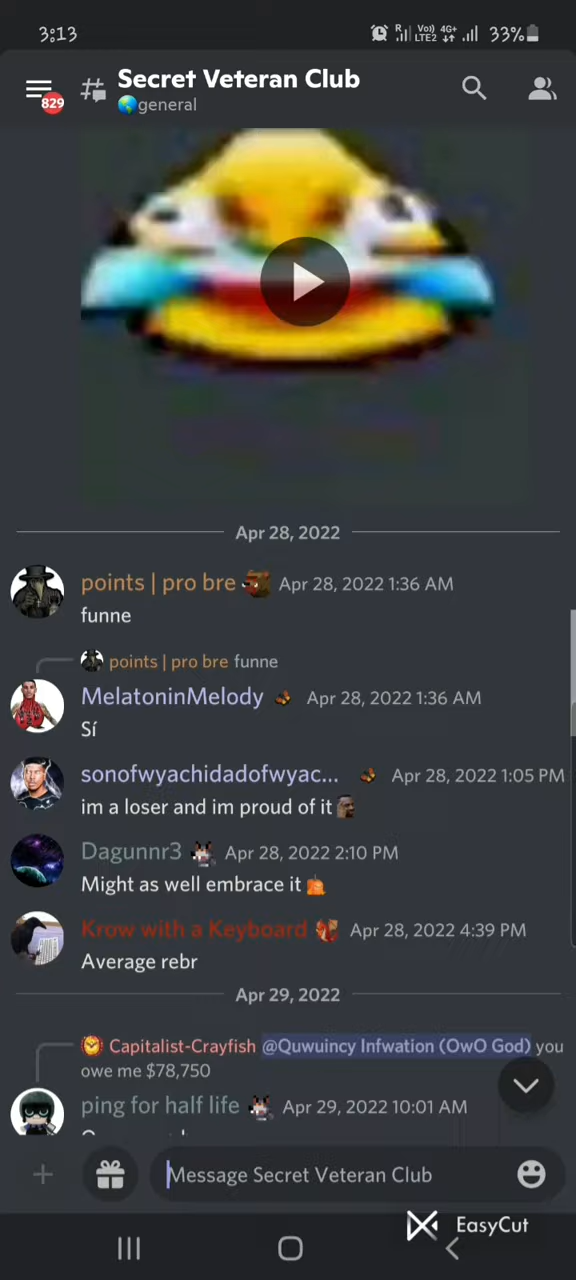 3:13
R Vo) 4G+ LTE2 33%
829
Secret Veteran Club
general
Apr 28, 2022
points | pro bre Apr 28, 2022 1:36 AM
funne
points | pro bre funne
MelatoninMelody Apr 28, 2022 1:36 AM
Sí
sonofwyachidadofwyac... Apr 28, 2022 1:05 PM
im a loser and im proud of it
Dagunnr3 Apr 28, 2022 2:10 PM
Might as well embrace it
Krow with a Keyboard Apr 28, 2022 4:39 PM
Average rebr
Apr 29, 2022
Capitalist-Crayfish @Quwuincy Infwation (OwO God) you
owe me $78,750
ping for half life Apr 29, 2022 10:01 AM
Message Secret Veteran Club
EasyCut